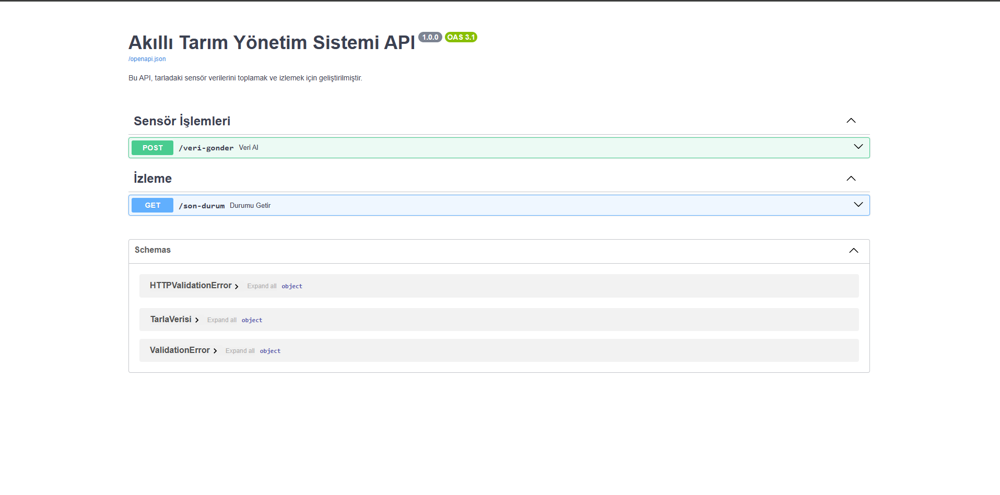 Akıllı Tarım Yönetim Sistemi API 1.0.0 OAS 3.1
/openapi.json
Bu API, tarladaki sensör verilerini toplamak ve izlemek için geliştirilmiştir.
Sensör İşlemleri
POST /veri-gonder Veri Al
İzleme
GET /son-durum Durumu Getir
Schemas
HTTPValidationError Expand all object
TarlaVerisi Expand all object
ValidationError Expand all object